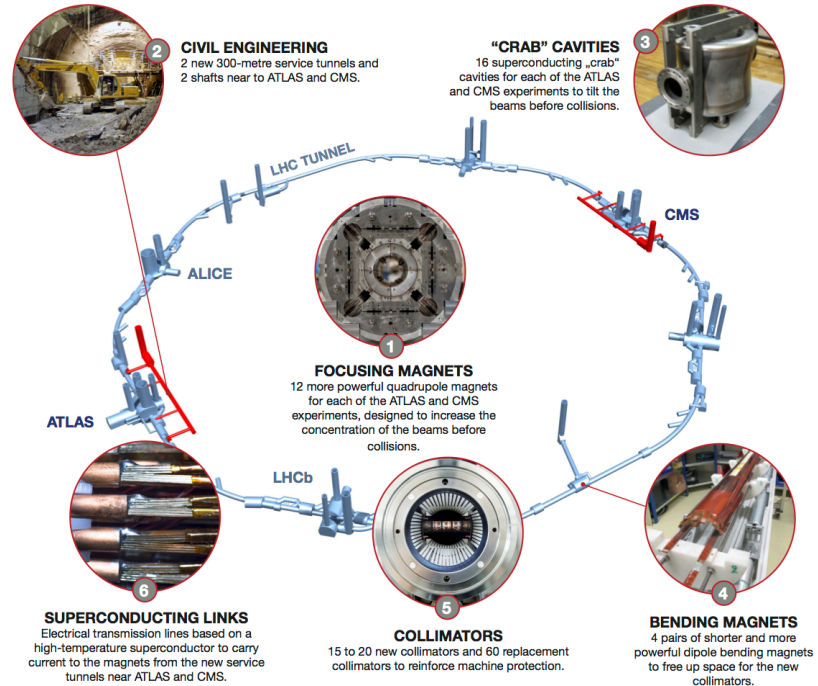 2
CIVIL ENGINEERING
2 new 300-metre service tunnels and
2 shafts near to ATLAS and CMS.
"CRAB" CAVITIES
16 superconducting „crab"
cavities for each of the ATLAS
and CMS experiments to tilt the
beams before collisions.
3
LHC TUNNEL
CMS
ALICE
1
FOCUSING MAGNETS
12 more powerful quadrupole magnets
for each of the ATLAS and CMS
experiments, designed to increase the
concentration of the beams before
collisions.
ATLAS
LHCb
6
SUPERCONDUCTING LINKS
Electrical transmission lines based on a
high-temperature superconductor to carry
current to the magnets from the new service
tunnels near ATLAS and CMS.
5
COLLIMATORS
15 to 20 new collimators and 60 replacement
collimators to reinforce machine protection.
2
4
BENDING MAGNETS
4 pairs of shorter and more
powerful dipole bending magnets
to free up space for the new
collimators.